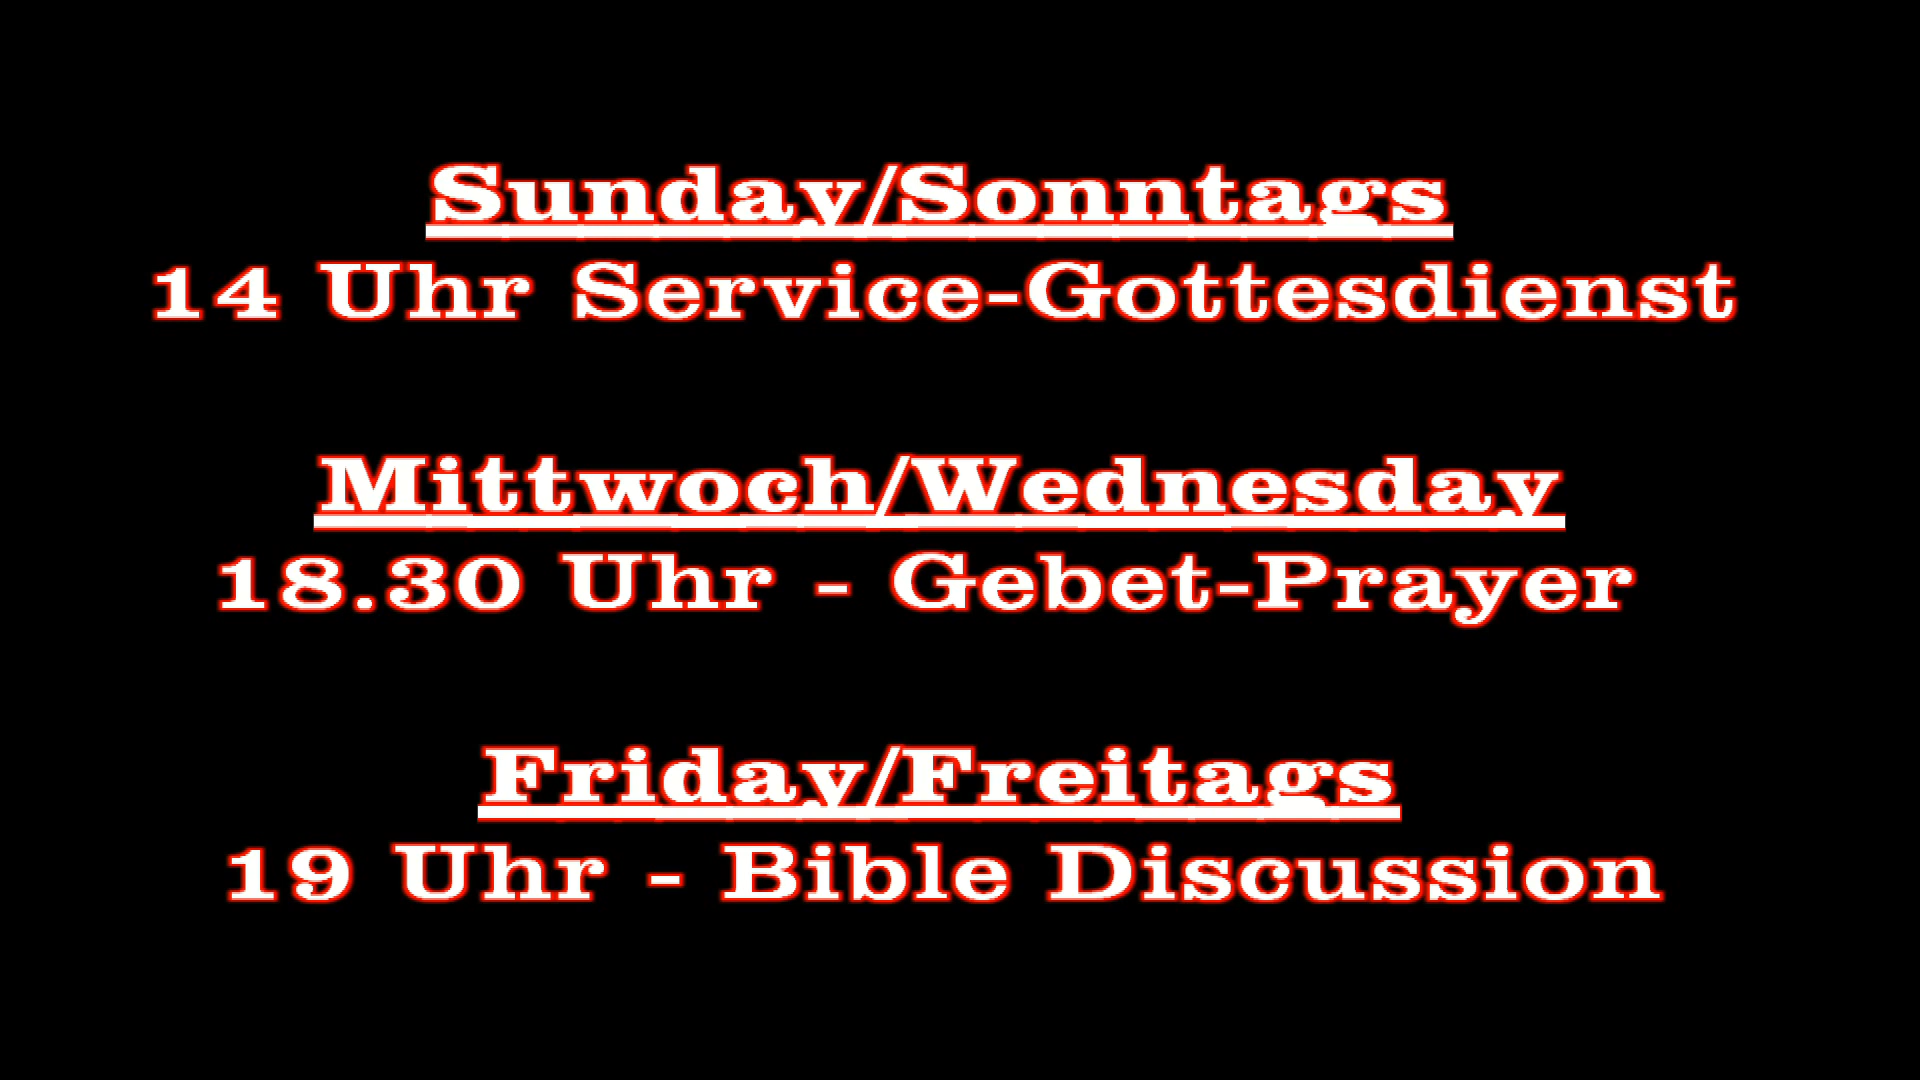 Sunday/Sonntags
14 Uhr Service-Gottesdienst
Mittwoch/Wednesday
18.30 Uhr - Gebet-Prayer
Friday/Freitags
19 Uhr - Bible Discussion